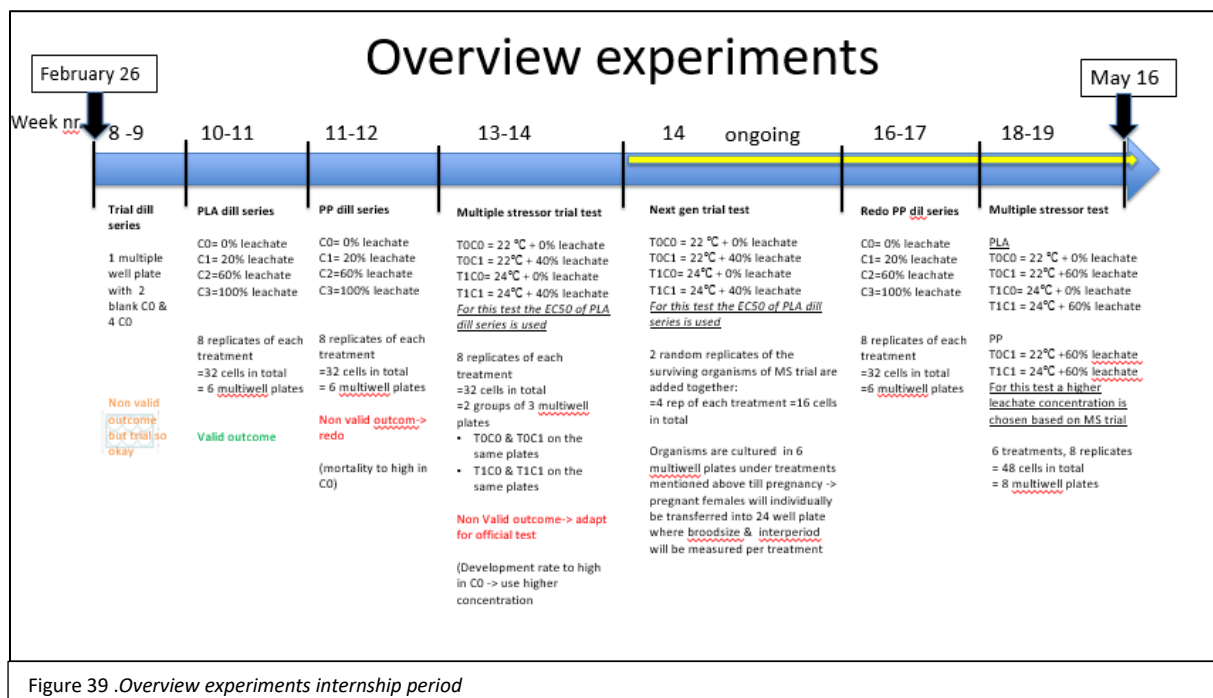 Overview experiments
February 26
May 16
Week nr
8 -9
10-11
11-12
13-14
14
ongoing
16-17
18-19
Trial dill
series
1 multiple
well plate
with 2
blank C0 &
4 C0
Non valid
outcome
but trial so
okay
PLA dill series
C0= 0% leachate
C1= 20% leachate
C2=60% leachate
C3=100% leachate
8 replicates of each
treatment
=32 cells in total
= 6 multiwell plates
Valid outcome
PP dill series
C0= 0% leachate
C1= 20% leachate
C2=60% leachate
C3=100% leachate
8 replicates of each
treatment
=32 cells in total
= 6 multiwell plates
Non valid outcom->
redo
(mortality to high in
C0)
Multiple stressor trial test
T0C0 = 22 ℃ + 0% leachate
T0C1 = 22℃ + 40% leachate
T1C0= 24℃ + 0% leachate
T1C1 = 24℃ + 40% leachate
For this test the EC50 of PLA
dill series is used
8 replicates of each
treatment
=32 cells in total
=2 groups of 3 multiwell
plates
• T0C0 & T0C1 on the
same plates
• T1C0 & T1C1 on the
same plates
Non Valid outcome-> adapt
for official test
(Development rate to high
in C0 -> use higher
concentration
Next gen trial test
T0C0 = 22 ℃ + 0% leachate
T0C1 = 22℃ + 40% leachate
T1C0= 24℃ + 0% leachate
T1C1 = 24℃ + 40% leachate
For this test the EC50 of PLA dill
series is used
2 random replicates of the
surviving organisms of MS trial are
added together:
=4 rep of each treatment =16 cells
in total
Organisms are cultured in 6
multiwell plates under treatments
mentioned above till pregnancy ->
pregnant females will individually
be transferred into 24 well plate
where broodsize & interperiod
will be measured per treatment
Redo PP dil series
C0= 0% leachate
C1= 20% leachate
C2=60% leachate
C3=100% leachate
8 replicates of each
treatment
=32 cells in total
=6 multiwell plates
Multiple stressor test
PLA
T0C0 = 22 ℃ + 0% leachate
T0C1 = 22 ℃ +60% leachate
T1C0= 24℃ + 0% leachate
T1C1 = 24℃ + 60% leachate
PP
T0C1 = 22℃ +60% leachate
T1C1 = 24℃ +60% leachate
For this test a higher
leachate concentration is
chosen based on MS trial
6 treatments, 8 replicates
= 48 cells in total
= 8 multiwell plates
Figure 39 .Overview experiments internship period